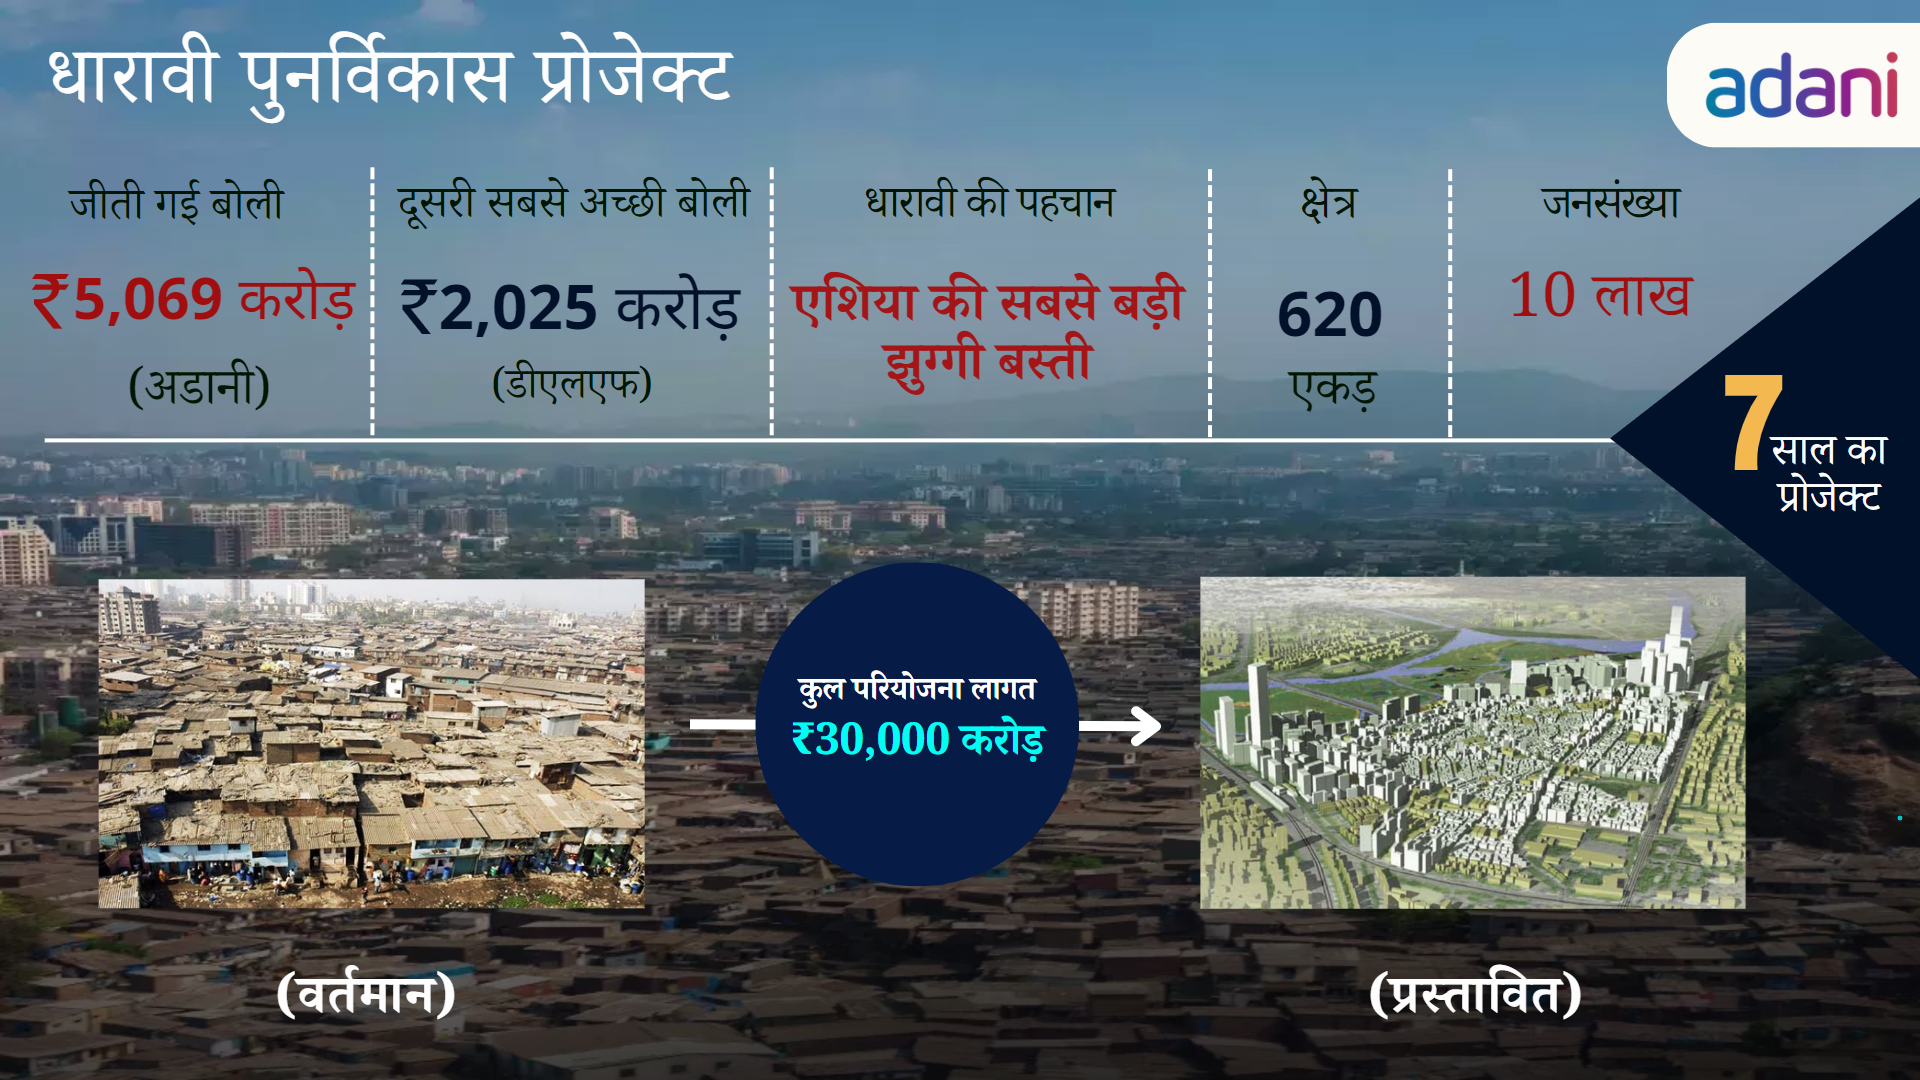 धारावी पुनर्विकास प्रोजेक्ट
adani
जीती गई बोली
₹5,069 करोड़
(अडानी)
दूसरी सबसे अच्छी बोली
₹2,025 करोड़
(डीएलएफ)
धारावी की पहचान
एशिया की सबसे बड़ी
झुग्गी बस्ती
क्षेत्र
620
एकड़
जनसंख्या
10 लाख
7
साल का
प्रोजेक्ट
कुल परियोजना लागत
₹30,000 करोड़
(वर्तमान)
(प्रस्तावित)